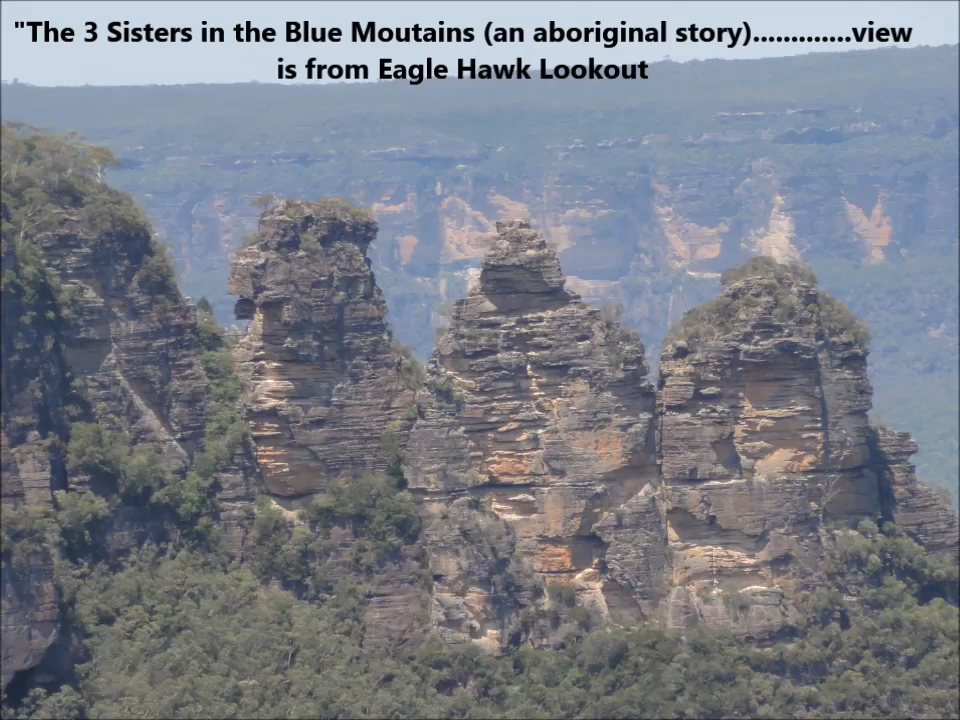 "The 3 Sisters in the Blue Moutains (an aboriginal story).............view
is from Eagle Hawk Lookout